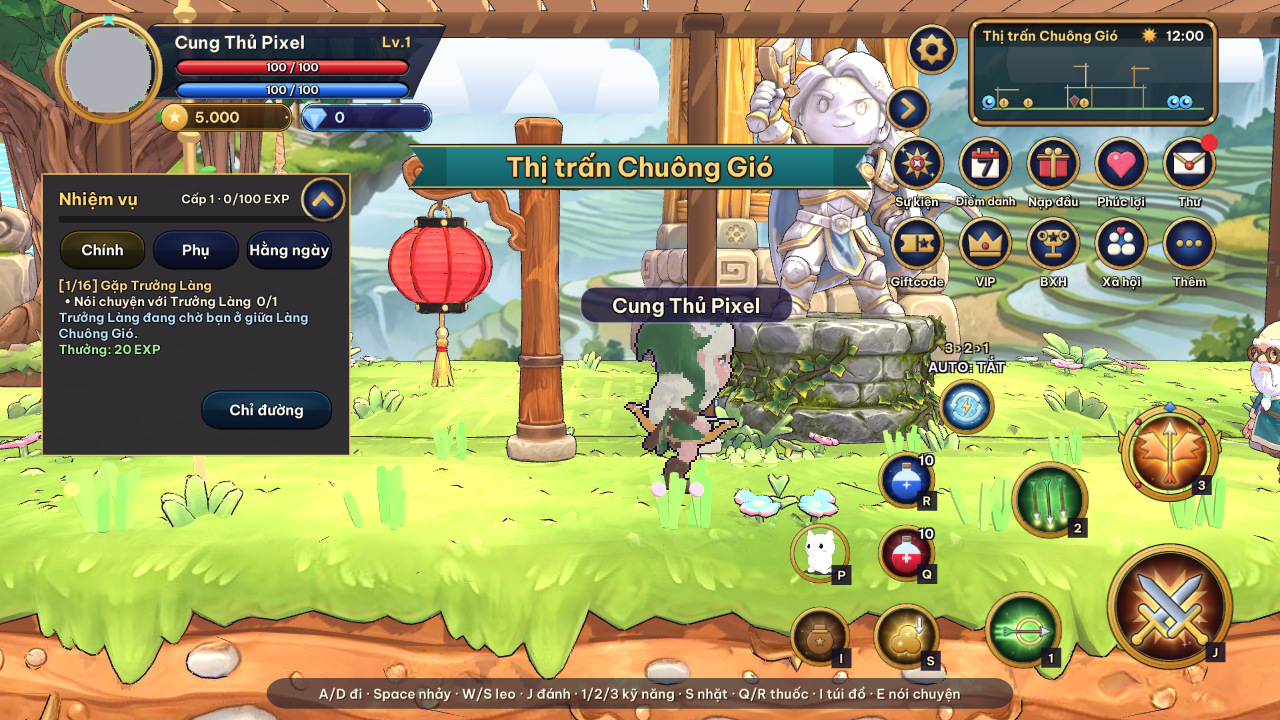 Cung Thủ Pixel
Lv.1
100 / 100
100 / 100
5.000
0
Thị trấn Chuông Gió
12:00
Thị trấn Chuông Gió
Nhiệm vụ
Cấp 1 · 0/100 EXP
Chính
Phụ
Hằng ngày
[1/16] Gặp Trưởng Làng
• Nói chuyện với Trưởng Làng 0/1
Trưởng Làng đang chờ bạn ở giữa Làng
Chuông Gió.
Thưởng: 20 EXP
Chỉ đường
7
Sự kiện
Điểm danh
Nạp đầu
Phúc lợi
Thư
Giftcode
VIP
BXH
Xã hội
Thêm
Cung Thủ Pixel
3›2›1
AUTO: TẮT
10
R
10
Q
P
I
S
1
2
3
J
A/D đi · Space nhảy · W/S leo · J đánh · 1/2/3 kỹ năng · S nhặt · Q/R thuốc · I túi đồ · E nói chuyện